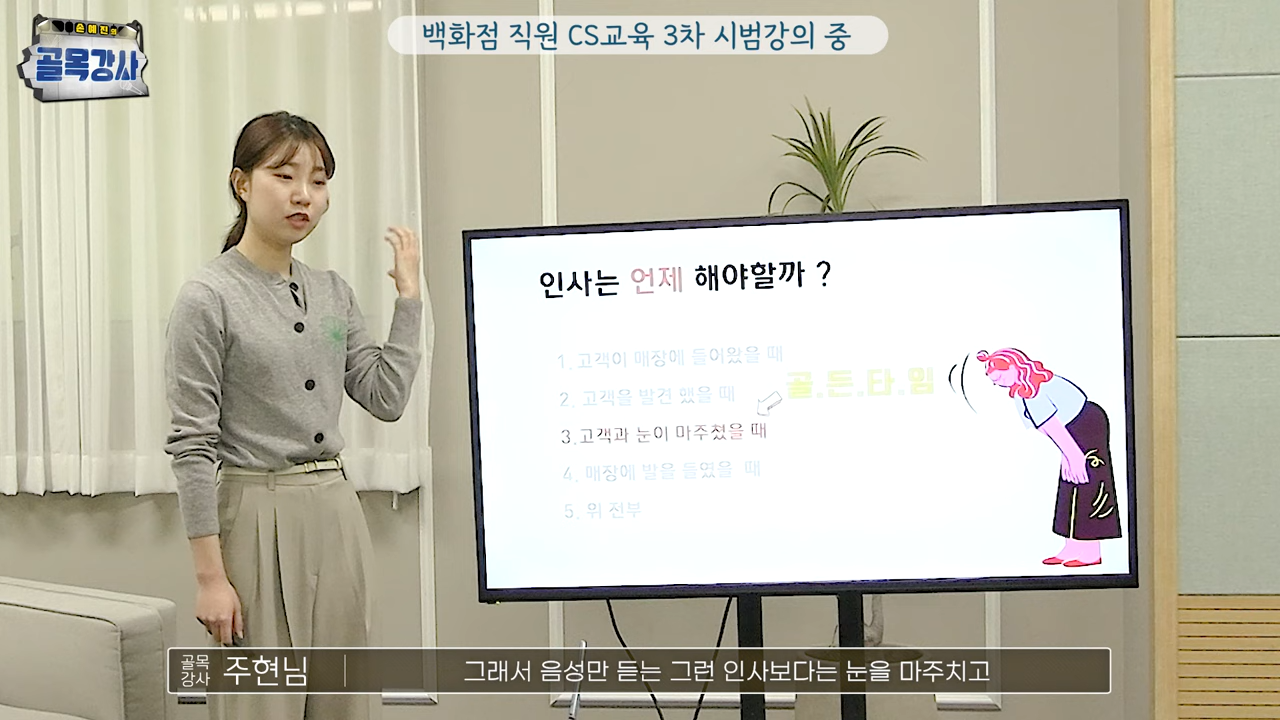 손혜진의
골목강사
백화점 직원 CS교육 3차 시범강의 중
인사는 언제 해야할까 ?
1. 고객이 매장에 들어왔을 때
2. 고객을 발견 했을 때
골.든.타.임
3.고객과 눈이 마주쳤을 때
4. 매장에 발을 들였을 때
5. 위 전부
골목
강사
주현님
그래서 음성만 듣는 그런 인사보다는 눈을 마주치고